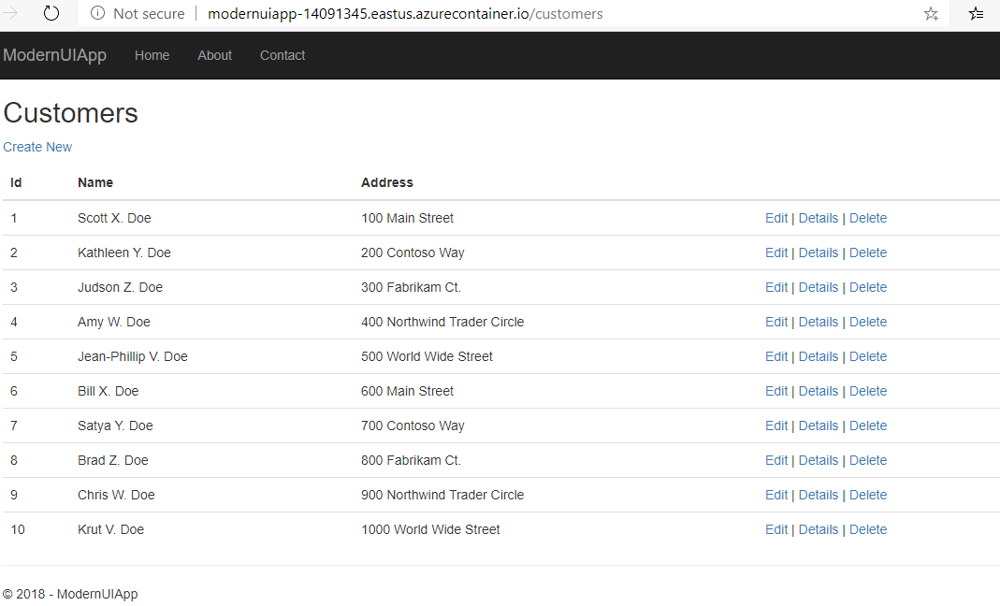 Not secure | modernuiapp-14091345.eastus.azurecontainer.io/customers
ModernUIApp Home About Contact
Customers
Create New
Id Name Address
1 Scott X. Doe 100 Main Street Edit | Details | Delete
2 Kathleen Y. Doe 200 Contoso Way Edit | Details | Delete
3 Judson Z. Doe 300 Fabrikam Ct. Edit | Details | Delete
4 Amy W. Doe 400 Northwind Trader Circle Edit | Details | Delete
5 Jean-Phillip V. Doe 500 World Wide Street Edit | Details | Delete
6 Bill X. Doe 600 Main Street Edit | Details | Delete
7 Satya Y. Doe 700 Contoso Way Edit | Details | Delete
8 Brad Z. Doe 800 Fabrikam Ct. Edit | Details | Delete
9 Chris W. Doe 900 Northwind Trader Circle Edit | Details | Delete
10 Krut V. Doe 1000 World Wide Street Edit | Details | Delete
© 2018 - ModernUIApp